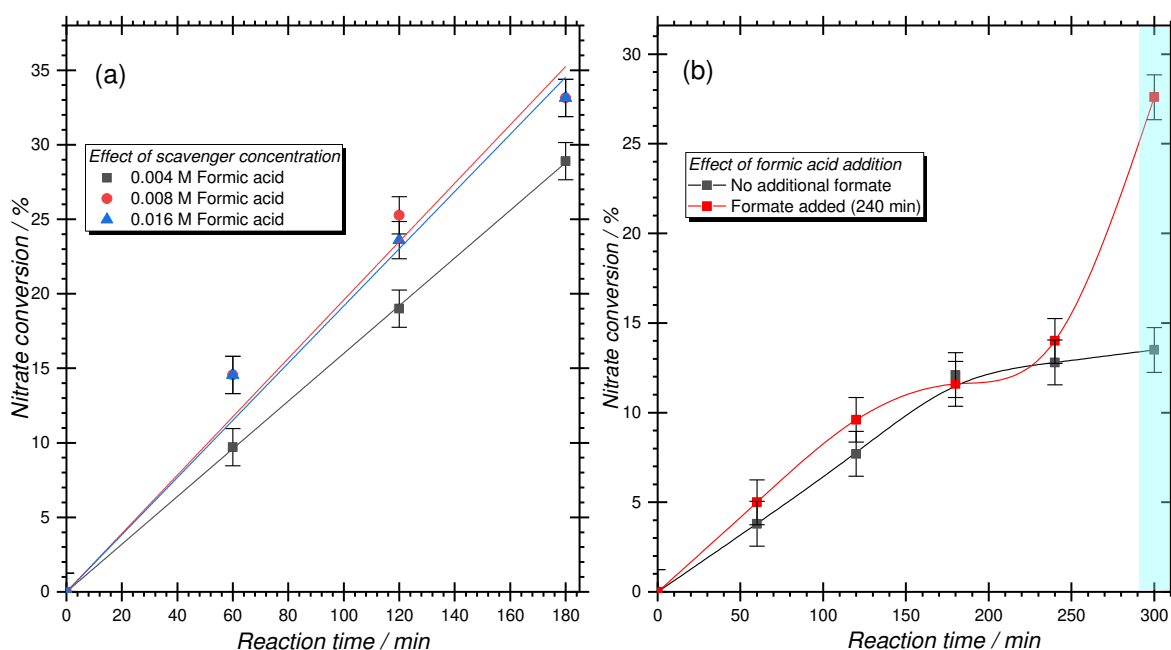 (a)
Effect of scavenger concentration
0.004 M Formic acid
0.008 M Formic acid
0.016 M Formic acid
Nitrate conversion / %
0
5
10
15
20
25
30
35
0 20 40 60 80 100 120 140 160 180
Reaction time / min
(b)
Effect of formic acid addition
No additional formate
Formate added (240 min)
Nitrate conversion / %
0
5
10
15
20
25
30
0 50 100 150 200 250 300
Reaction time / min